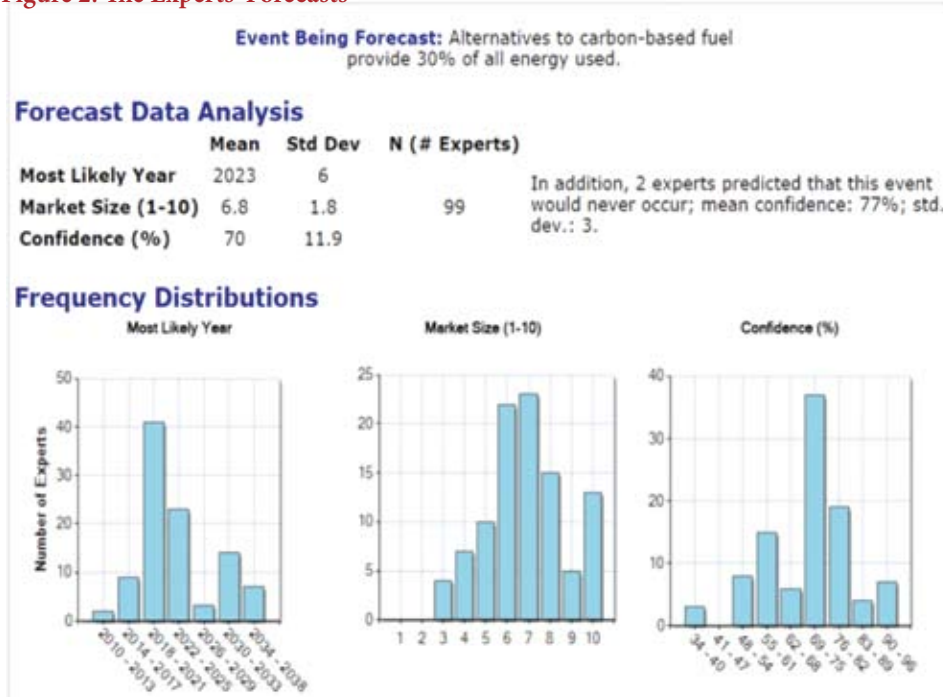 Figure 2. The Experts' Forecasts
Event Being Forecast: Alternatives to carbon-based fuel
provide 30% of all energy used.
Forecast Data Analysis
Mean Std Dev N (# Experts)
Most Likely Year 2023 6
Market Size (1-10) 6.8 1.8 99
Confidence (%) 70 11.9
In addition, 2 experts predicted that this event
would never occur; mean confidence: 77%; std.
dev.: 3.
Frequency Distributions
Most Likely Year
Number of Experts
50
40
30
20
10
0
2010 - 2013
2014 - 2017
2018 - 2021
2022 - 2025
2026 - 2029
2030 - 2033
2034 - 2038
Market Size (1-10)
25
20
15
10
5
0
1 2 3 4 5 6 7 8 9 10
Confidence (%)
40
30
20
10
0
34 - 40
41 - 47
48 - 54
55 - 61
62 - 68
69 - 75
76 - 82
83 - 89
90 - 96